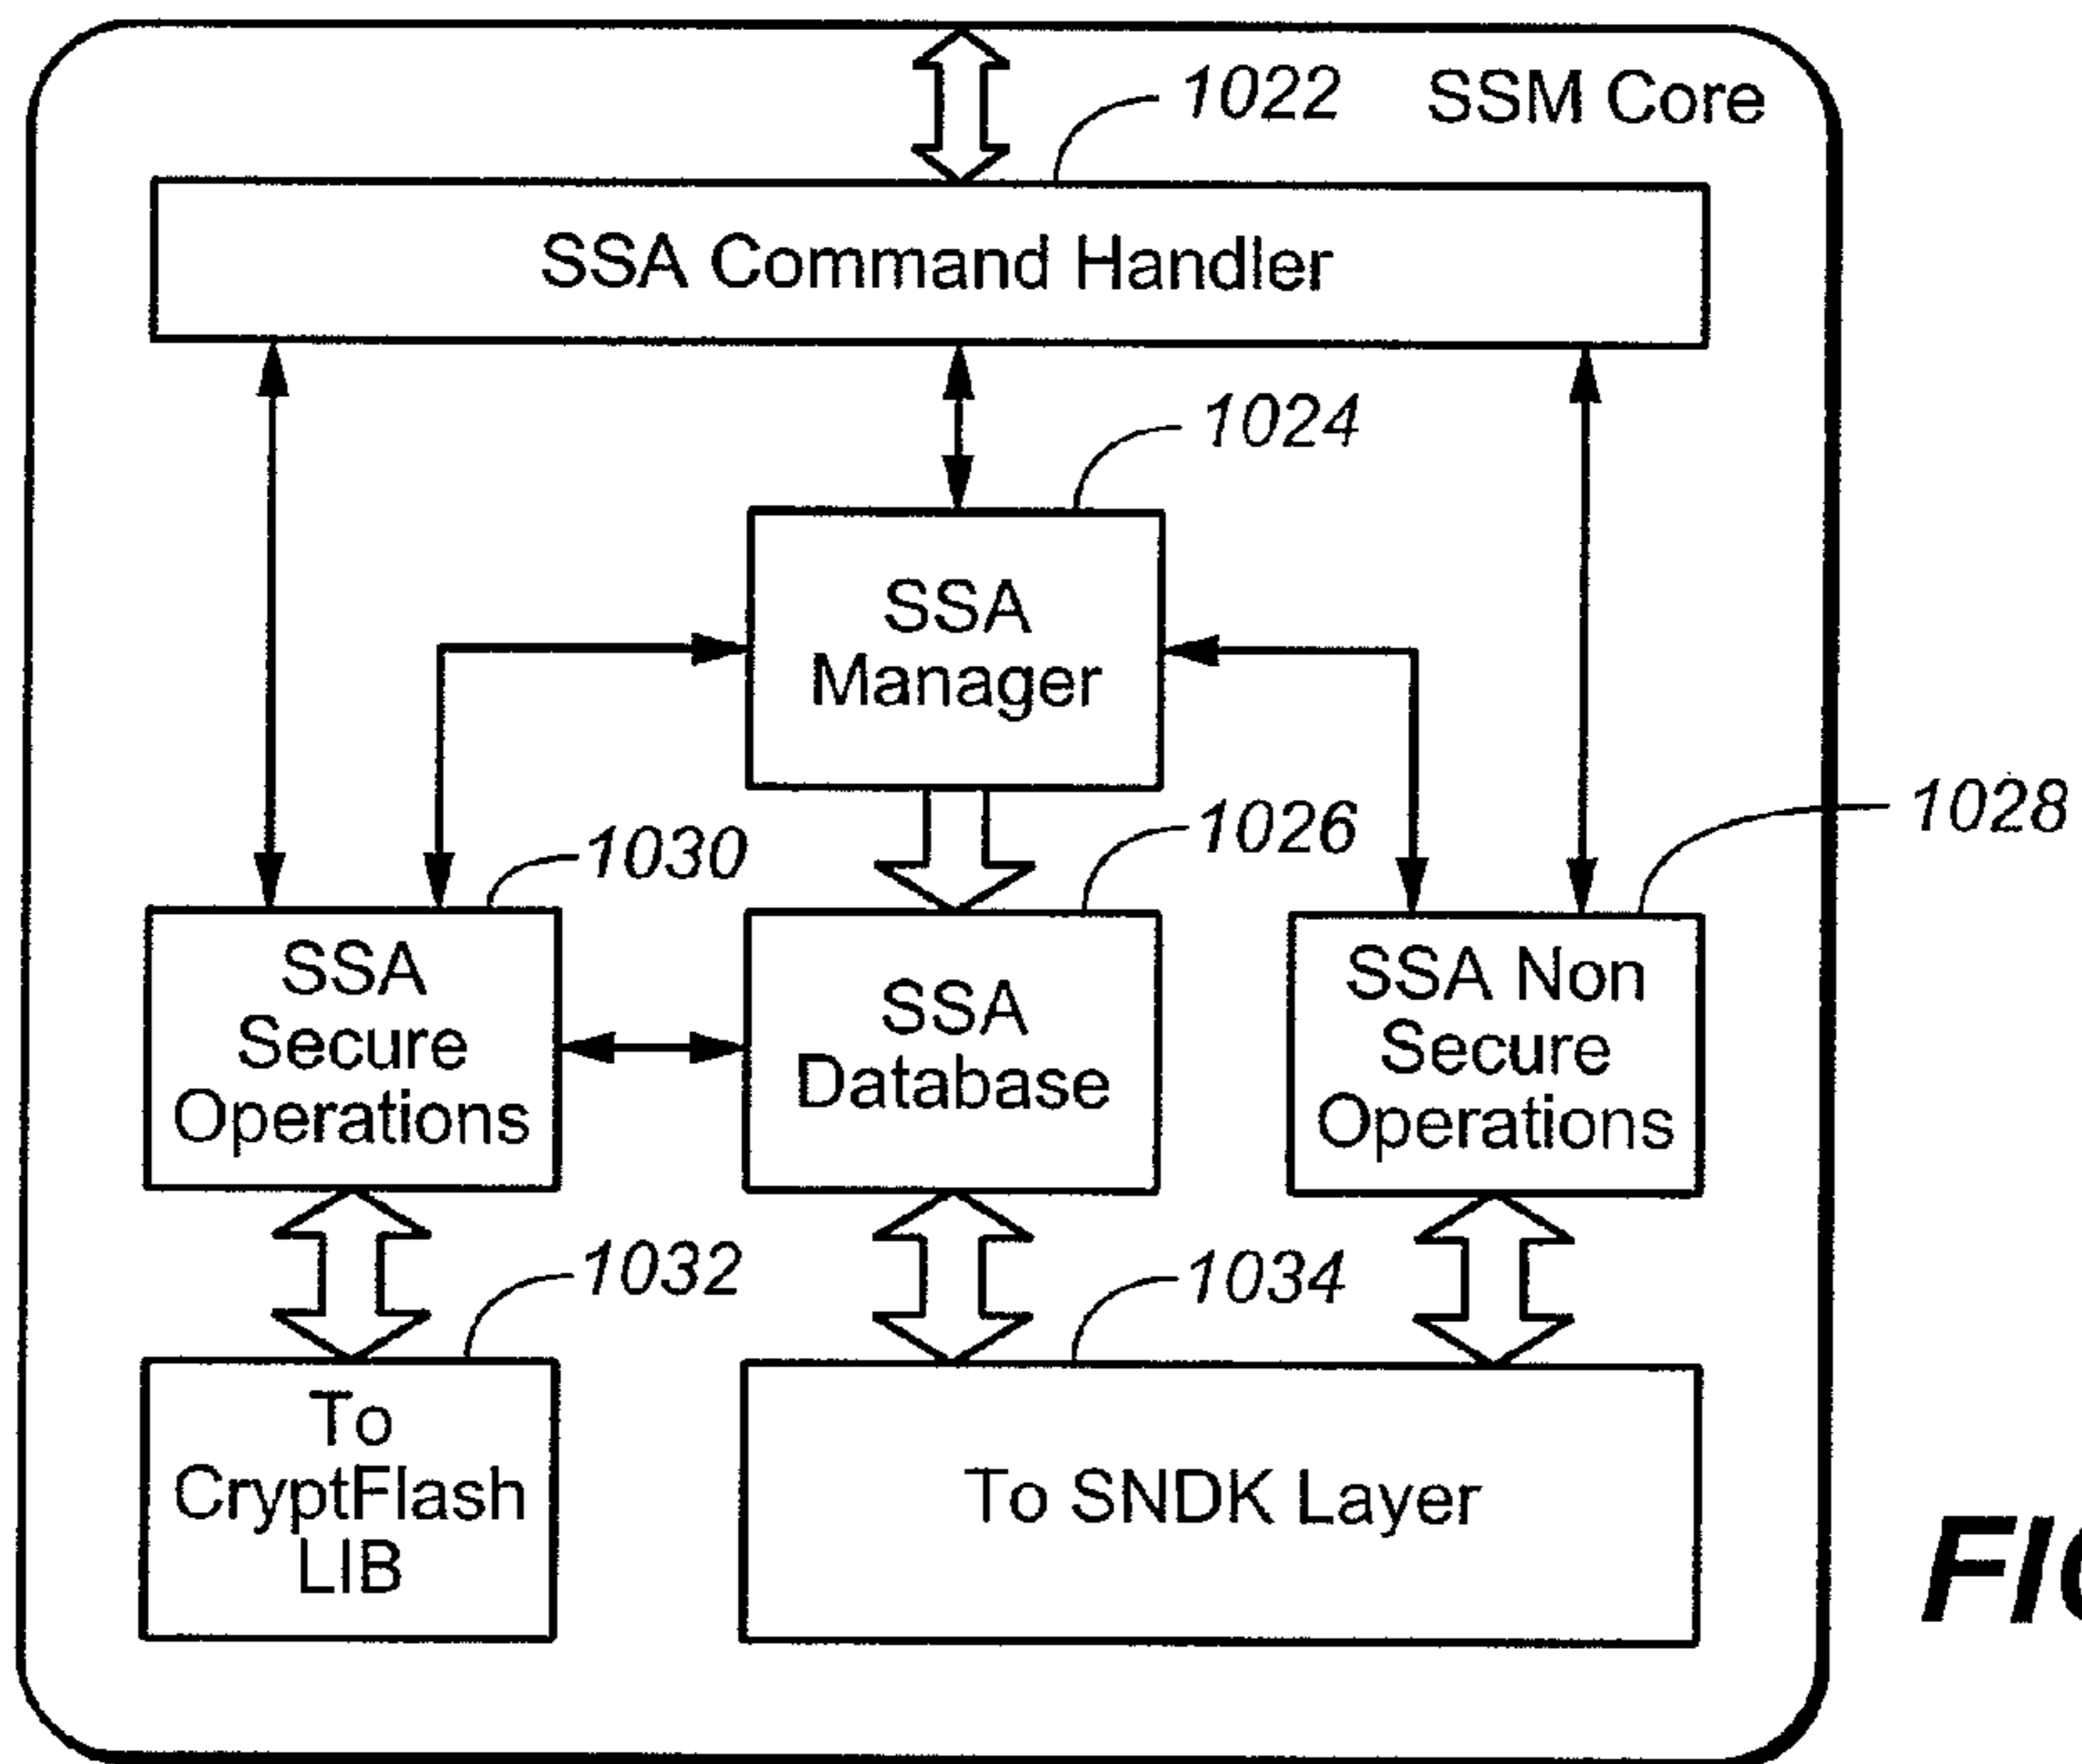 1022
SSM Core
SSA Command Handler
1024
SSA
Manager
1028
1030
1026
SSA
Secure
Operations
SSA
Database
SSA Non
Secure
Operations
1032
1034
To
CryptFlash
LIB
To SNDK Layer